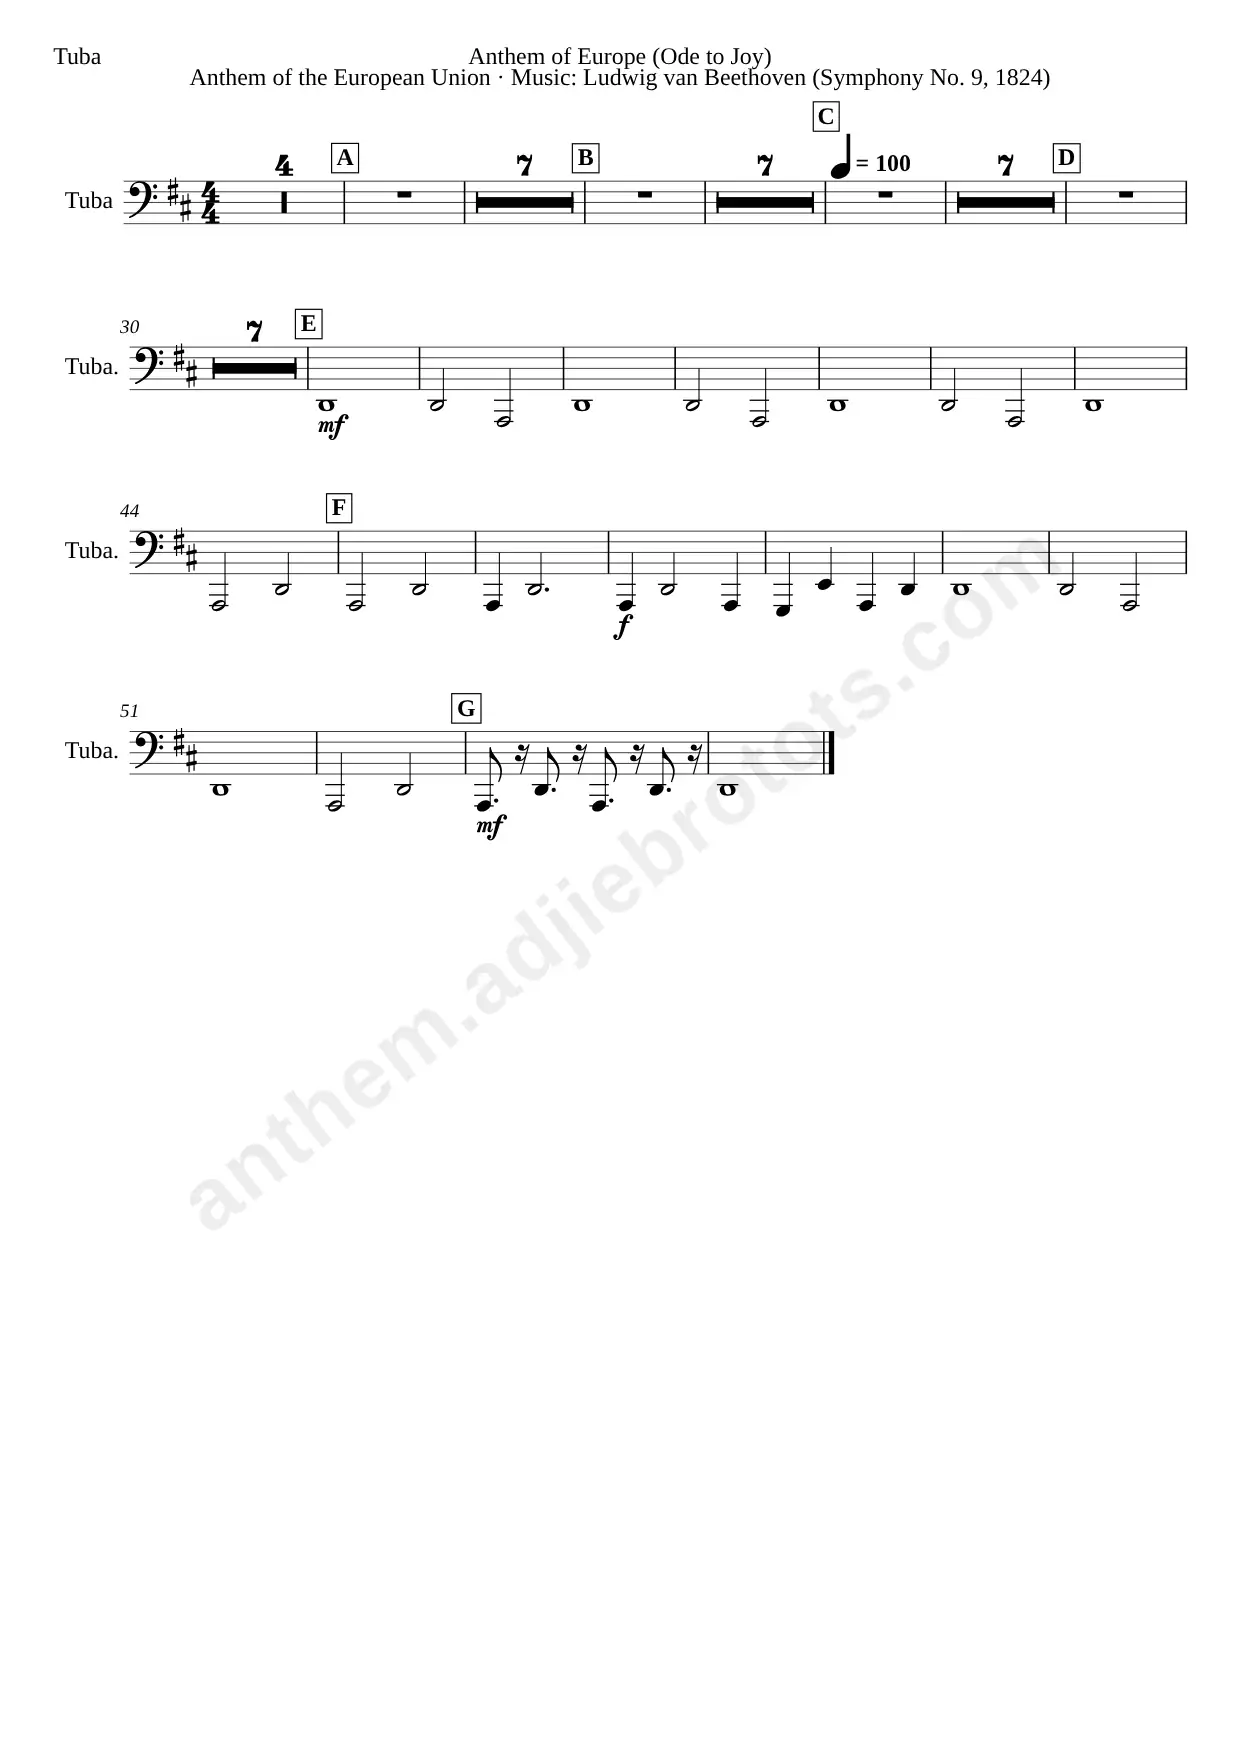 Tuba
Anthem of Europe (Ode to Joy)
Anthem of the European Union · Music: Ludwig van Beethoven (Symphony No. 9, 1824)
C
4 A 7 B 7 = 100 7 D
Tuba 4 4
30 7 E
Tuba.
mf
44 F
Tuba.
f
51 G
Tuba.
mf
anthem.adjiebrotots.com